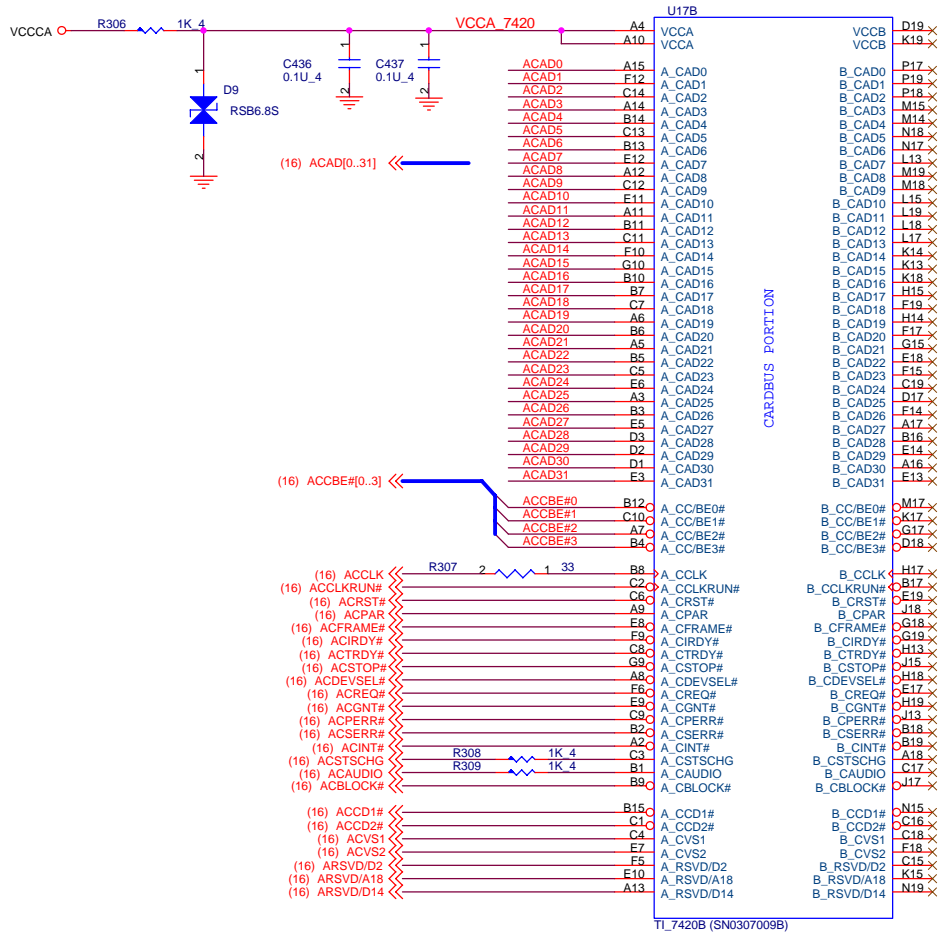 U17B
VCCCA R306 1K_4 VCCA_7420 A4 VCCA VCCB D19
A10 VCCA VCCB K19
1 1 1
C436 C437
0.1U_4 0.1U_4
2 2
D9
RSB6.8S
2
ACAD0 A15 A_CAD0 B_CAD0 P17
ACAD1 F12 A_CAD1 B_CAD1 P19
ACAD2 C14 A_CAD2 B_CAD2 P18
ACAD3 A14 A_CAD3 B_CAD3 M15
ACAD4 B14 A_CAD4 B_CAD4 M14
ACAD5 C13 A_CAD5 B_CAD5 N18
ACAD6 B13 A_CAD6 B_CAD6 N17
(16) ACAD[0..31] ACAD7 E12 A_CAD7 B_CAD7 L13
ACAD8 A12 A_CAD8 B_CAD8 M19
ACAD9 C12 A_CAD9 B_CAD9 M18
ACAD10 E11 A_CAD10 B_CAD10 L15
ACAD11 A11 A_CAD11 B_CAD11 L19
ACAD12 B11 A_CAD12 B_CAD12 L18
ACAD13 C11 A_CAD13 B_CAD13 L17
ACAD14 F10 A_CAD14 B_CAD14 K14
ACAD15 G10 A_CAD15 B_CAD15 K13
ACAD16 B10 A_CAD16 B_CAD16 K18
ACAD17 B7 A_CAD17 B_CAD17 H15
ACAD18 C7 A_CAD18 B_CAD18 F19
ACAD19 A6 A_CAD19 B_CAD19 H14
ACAD20 B6 A_CAD20 B_CAD20 F17
ACAD21 A5 A_CAD21 B_CAD21 G15
ACAD22 B5 A_CAD22 B_CAD22 E18
ACAD23 C5 A_CAD23 B_CAD23 F15
ACAD24 E6 A_CAD24 B_CAD24 C19
ACAD25 A3 A_CAD25 B_CAD25 D17
ACAD26 B3 A_CAD26 B_CAD26 F14
ACAD27 E5 A_CAD27 B_CAD27 A17
ACAD28 D3 A_CAD28 B_CAD28 B16
ACAD29 D2 A_CAD29 B_CAD29 E14
ACAD30 D1 A_CAD30 B_CAD30 A16
ACAD31 E3 A_CAD31 B_CAD31 E13
CARDBUS PORTION
(16) ACCBE#[0..3]
ACCBE#0 B12 A_CC/BE0# B_CC/BE0# M17
ACCBE#1 C10 A_CC/BE1# B_CC/BE1# K17
ACCBE#2 A7 A_CC/BE2# B_CC/BE2# G17
ACCBE#3 B4 A_CC/BE3# B_CC/BE3# D18
(16) ACCLK R307 2 1 33 B8 A_CCLK B_CCLK H17
(16) ACCLKRUN# C2 A_CCLKRUN# B_CCLKRUN# B17
(16) ACRST# C6 A_CRST# B_CRST# E19
(16) ACPAR A9 A_CPAR B_CPAR J18
(16) ACFRAME# E8 A_CFRAME# B_CFRAME# G18
(16) ACIRDY# F9 A_CIRDY# B_CIRDY# G19
(16) ACTRDY# C8 A_CTRDY# B_CTRDY# H13
(16) ACSTOP# G9 A_CSTOP# B_CSTOP# J15
(16) ACDEVSEL# A8 A_CDEVSEL# B_CDEVSEL# H18
(16) ACREQ# F6 A_CREQ# B_CREQ# E17
(16) ACGNT# E9 A_CGNT# B_CGNT# H19
(16) ACPERR# C9 A_CPERR# B_CPERR# J13
(16) ACSERR# B2 A_CSERR# B_CSERR# B18
(16) ACINT# A2 A_CINT# B_CINT# B19
(16) ACSTSCHG R308 1K_4 C3 A_CSTSCHG B_CSTSCHG A18
(16) ACAUDIO R309 1K_4 B1 A_CAUDIO B_CAUDIO C17
(16) ACBLOCK# B9 A_CBLOCK# B_CBLOCK# J17
(16) ACCD1# B15 A_CCD1# B_CCD1# N15
(16) ACCD2# C1 A_CCD2# B_CCD2# C16
(16) ACVS1 C4 A_CVS1 B_CVS1 C18
(16) ACVS2 E7 A_CVS2 B_CVS2 F18
(16) ARSVD/D2 F5 A_RSVD/D2 B_RSVD/D2 C15
(16) ARSVD/A18 E10 A_RSVD/A18 B_RSVD/A18 K15
(16) ARSVD/D14 A13 A_RSVD/D14 B_RSVD/D14 N19
TI_7420B (SN0307009B)